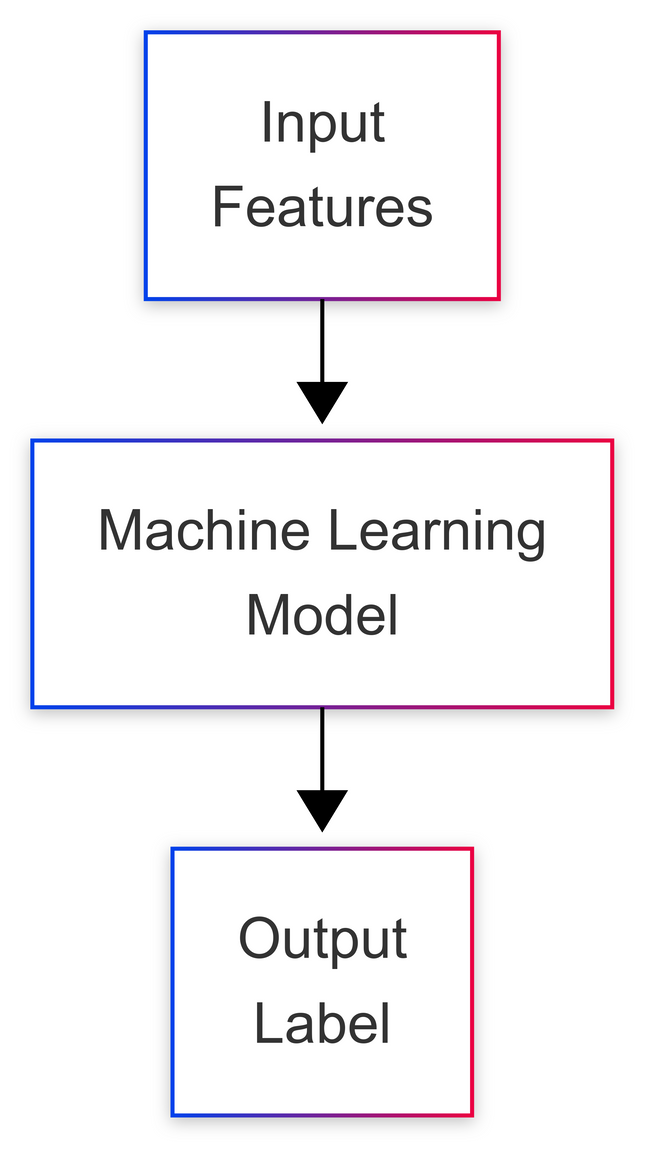 Input
Features
Machine Learning
Model
Output
Label